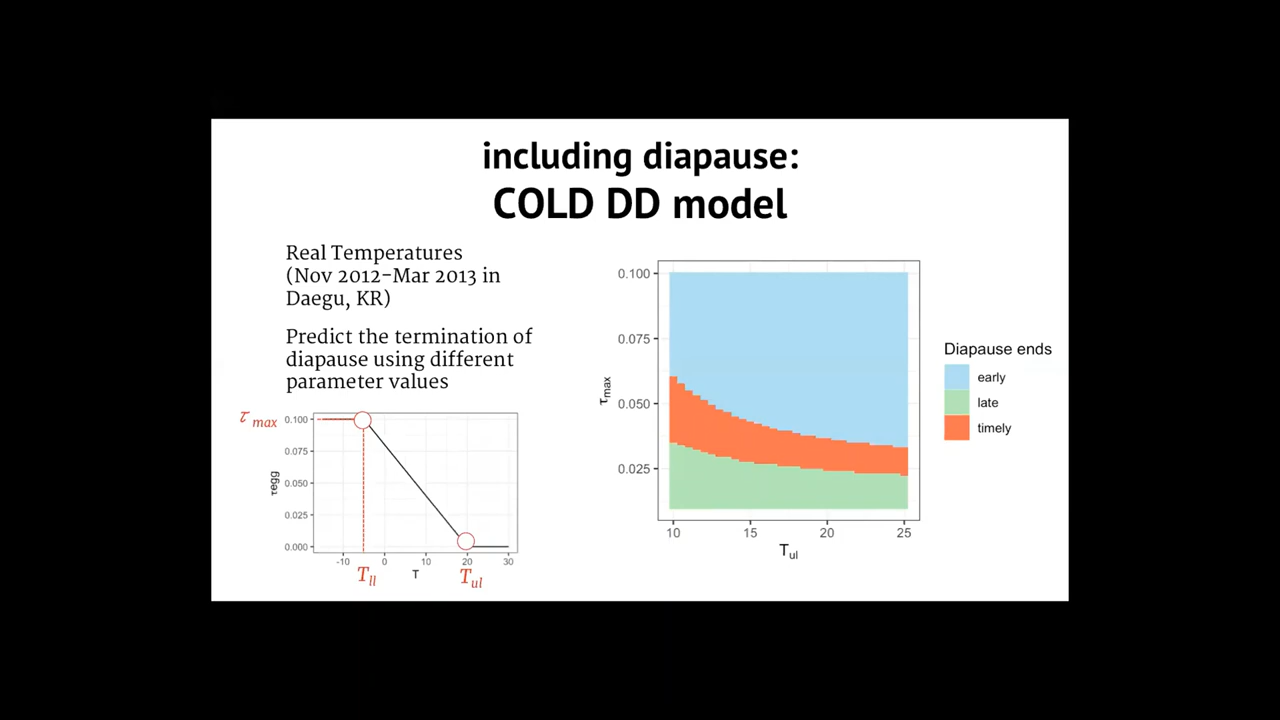 including diapause:
COLD DD model
Real Temperatures
(Nov 2012–Mar 2013 in
Daegu, KR)
Predict the termination of
diapause using different
parameter values
τ max
0.100
0.075
0.050
0.025
0.000
τegg
-10 0 10 20 30
T
T ll
T ul
0.100
0.075
0.050
0.025
τmax
10 15 20 25
Tul
Diapause ends
early
late
timely